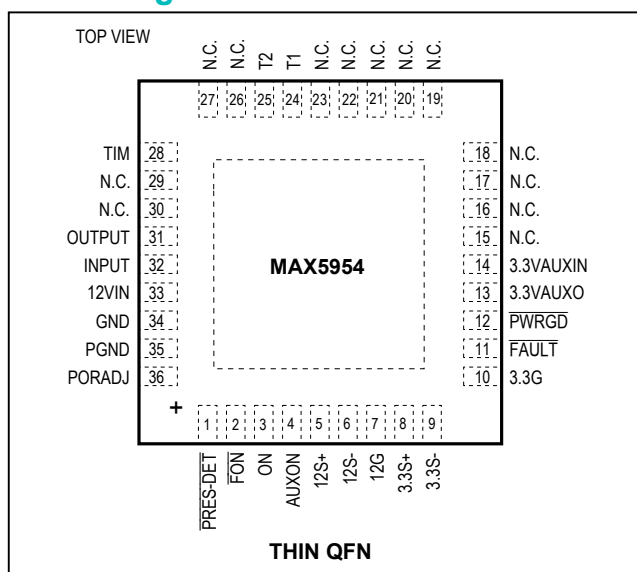 g
TOP VIEW
N.C. N.C. T2 T1 N.C. N.C. N.C. N.C. N.C.
27 26 25 24 23 22 21 20 19
TIM 28
N.C. 29
N.C. 30
OUTPUT 31
INPUT 32
12VIN 33
GND 34
PGND 35
PORADJ 36
MAX5954
18 N.C.
17 N.C.
16 N.C.
15 N.C.
14 3.3VAUXIN
13 3.3VAUXO
12 PWRGD
11 FAULT
10 3.3G
+
1 2 3 4 5 6 7 8 9
PRES-DET FON ON AUXON 12S+ 12S- 12G 3.3S+ 3.3S-
THIN QFN